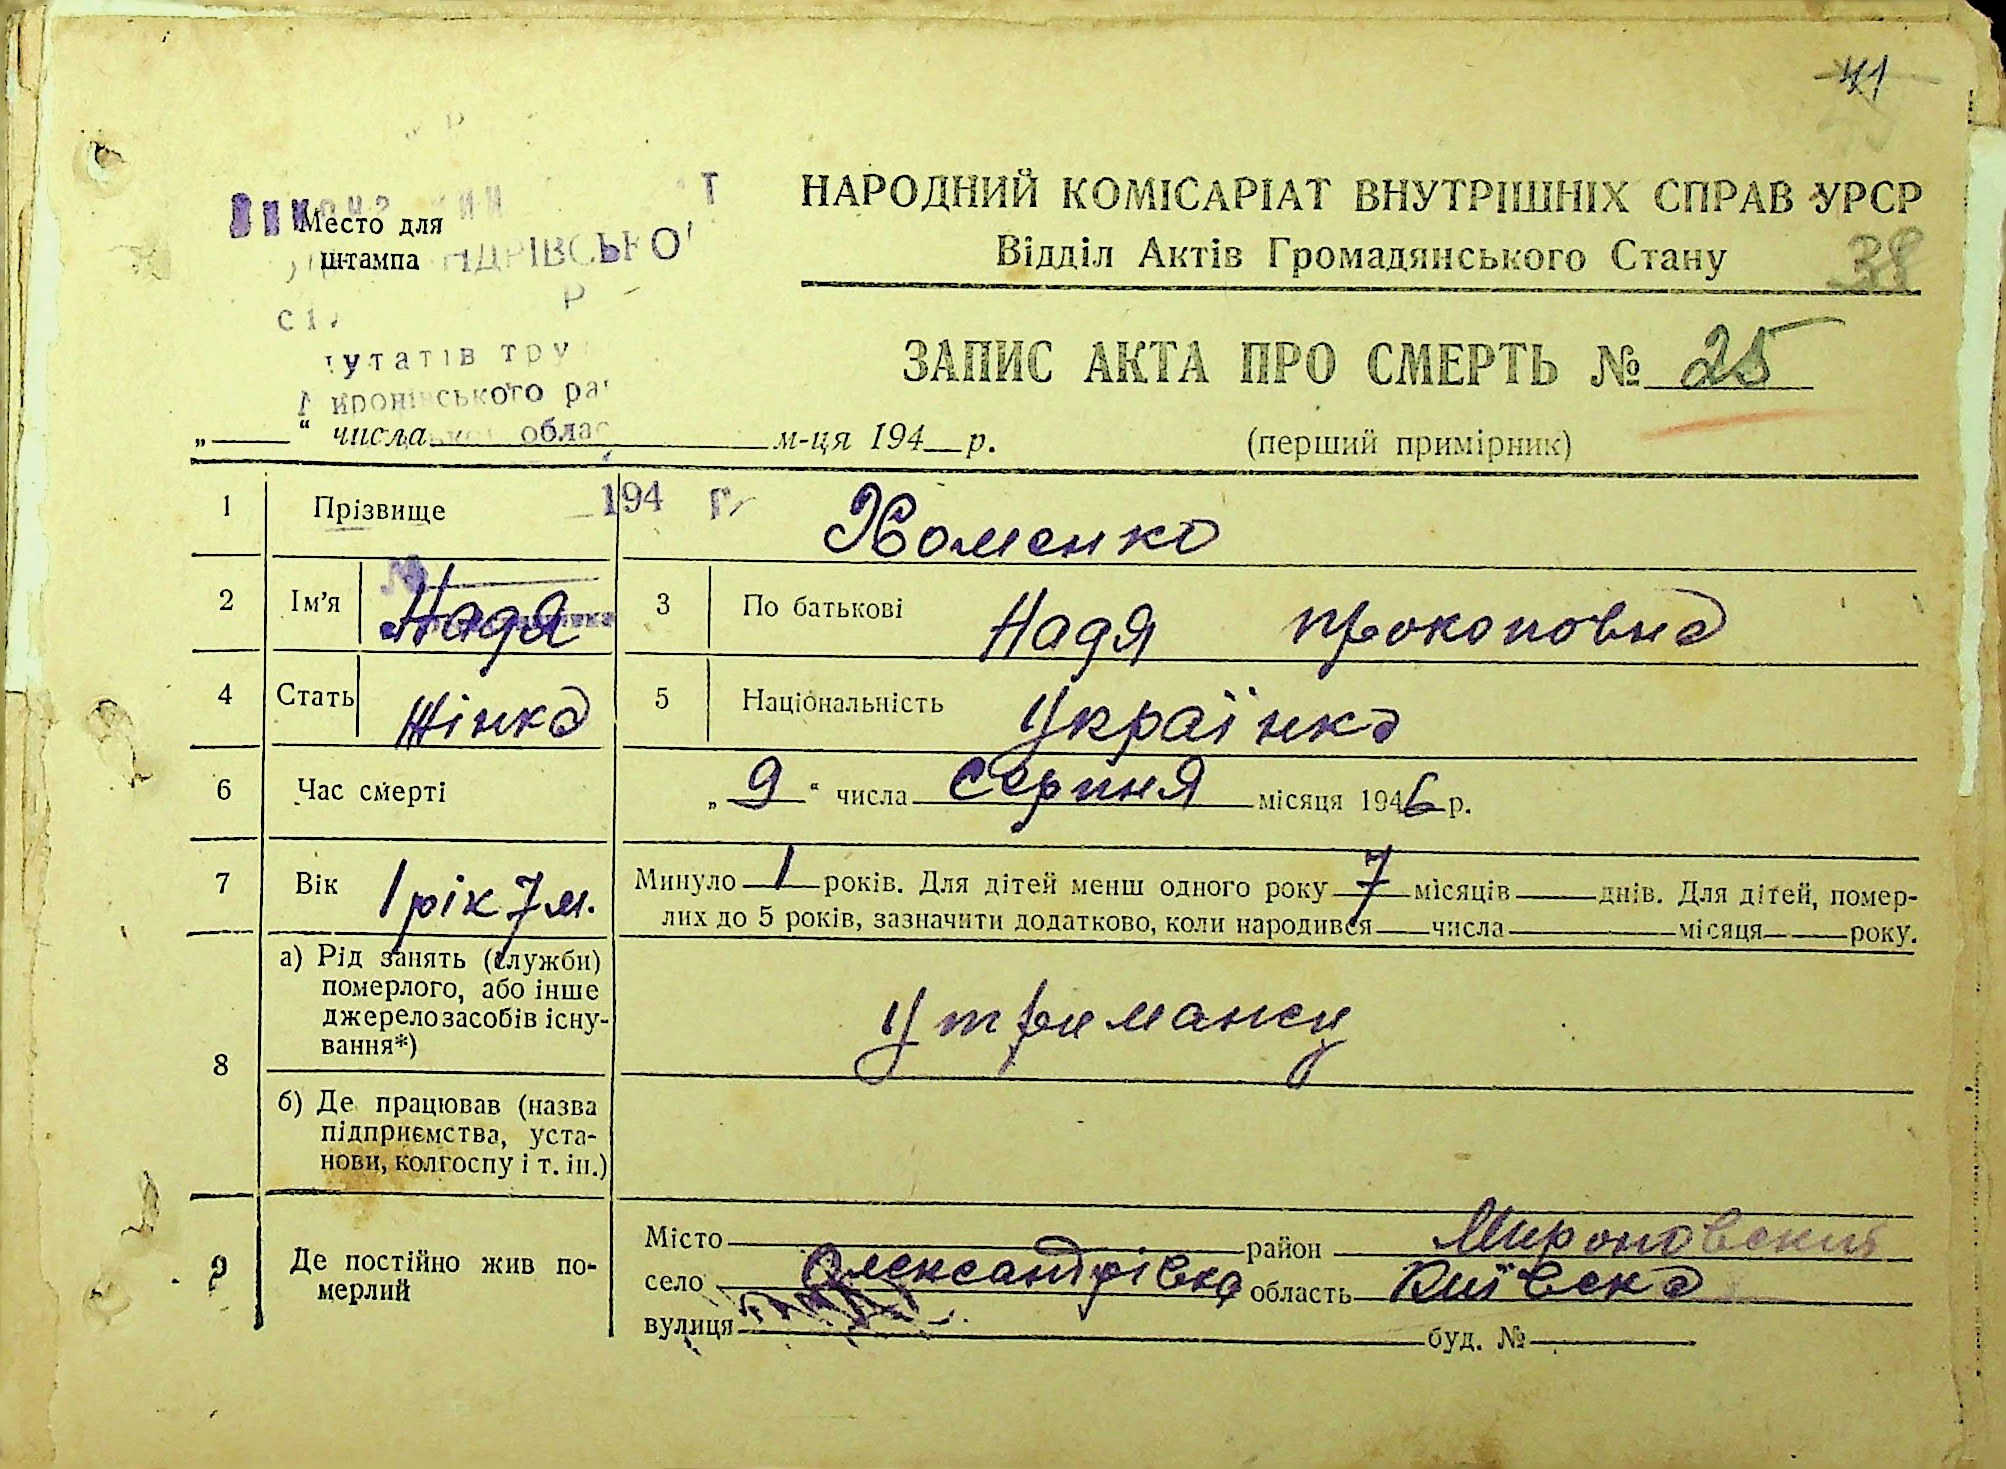 41
НАРОДНИЙ КОМІСАРІАТ ВНУТРІШНІХ СПРАВ УРСР
Відділ Актів Громадянського Стану
38
Место для
штампа
ЗАПИС АКТА ПРО СМЕРТЬ № 25
„ “ числа м-ця 194 р.
(перший примірник)
194 р.
1 Прізвище Хоменко
2 Ім'я Надя 3 По батькові Надя Прокоповна
4 Стать Жінка 5 Національність Українка
6 Час смерті „ 9 “ числа Серпня місяця 1946 р.
7 Вік 1 рік 7 м. Минуло 1 років. Для дітей менш одного року 7 місяців днів. Для дітей, помер-
лих до 5 років, зазначити додатково, коли народився числа місяця року.
8 а) Рід занять (служби)
померлого, або інше
джерело засобів існу-
вання*)
Утриманец
б) Де працював (назва
підприємства, уста-
нови, колгоспу і т. ін.)
9 Де постійно жив по-
мерлий
Місто район Мироновский
село Олександрівка область Київска
вулиця буд. №